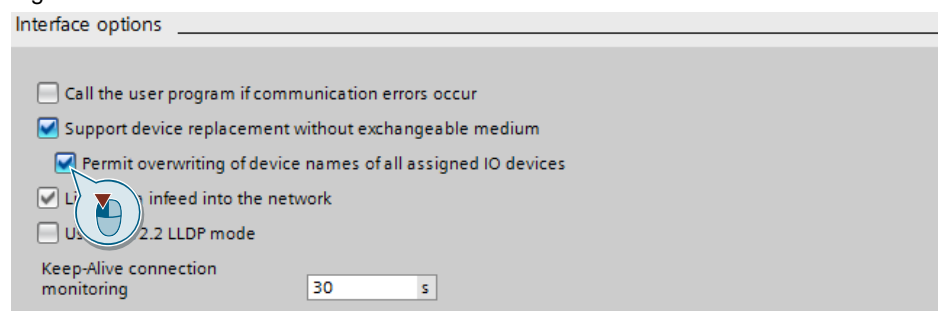 Interface options
Call the user program if communication errors occur
Support device replacement without exchangeable medium
Permit overwriting of device names of all assigned IO devices
infeed into the network
2.2 LLDP mode
Keep-Alive connection
monitoring
30 s